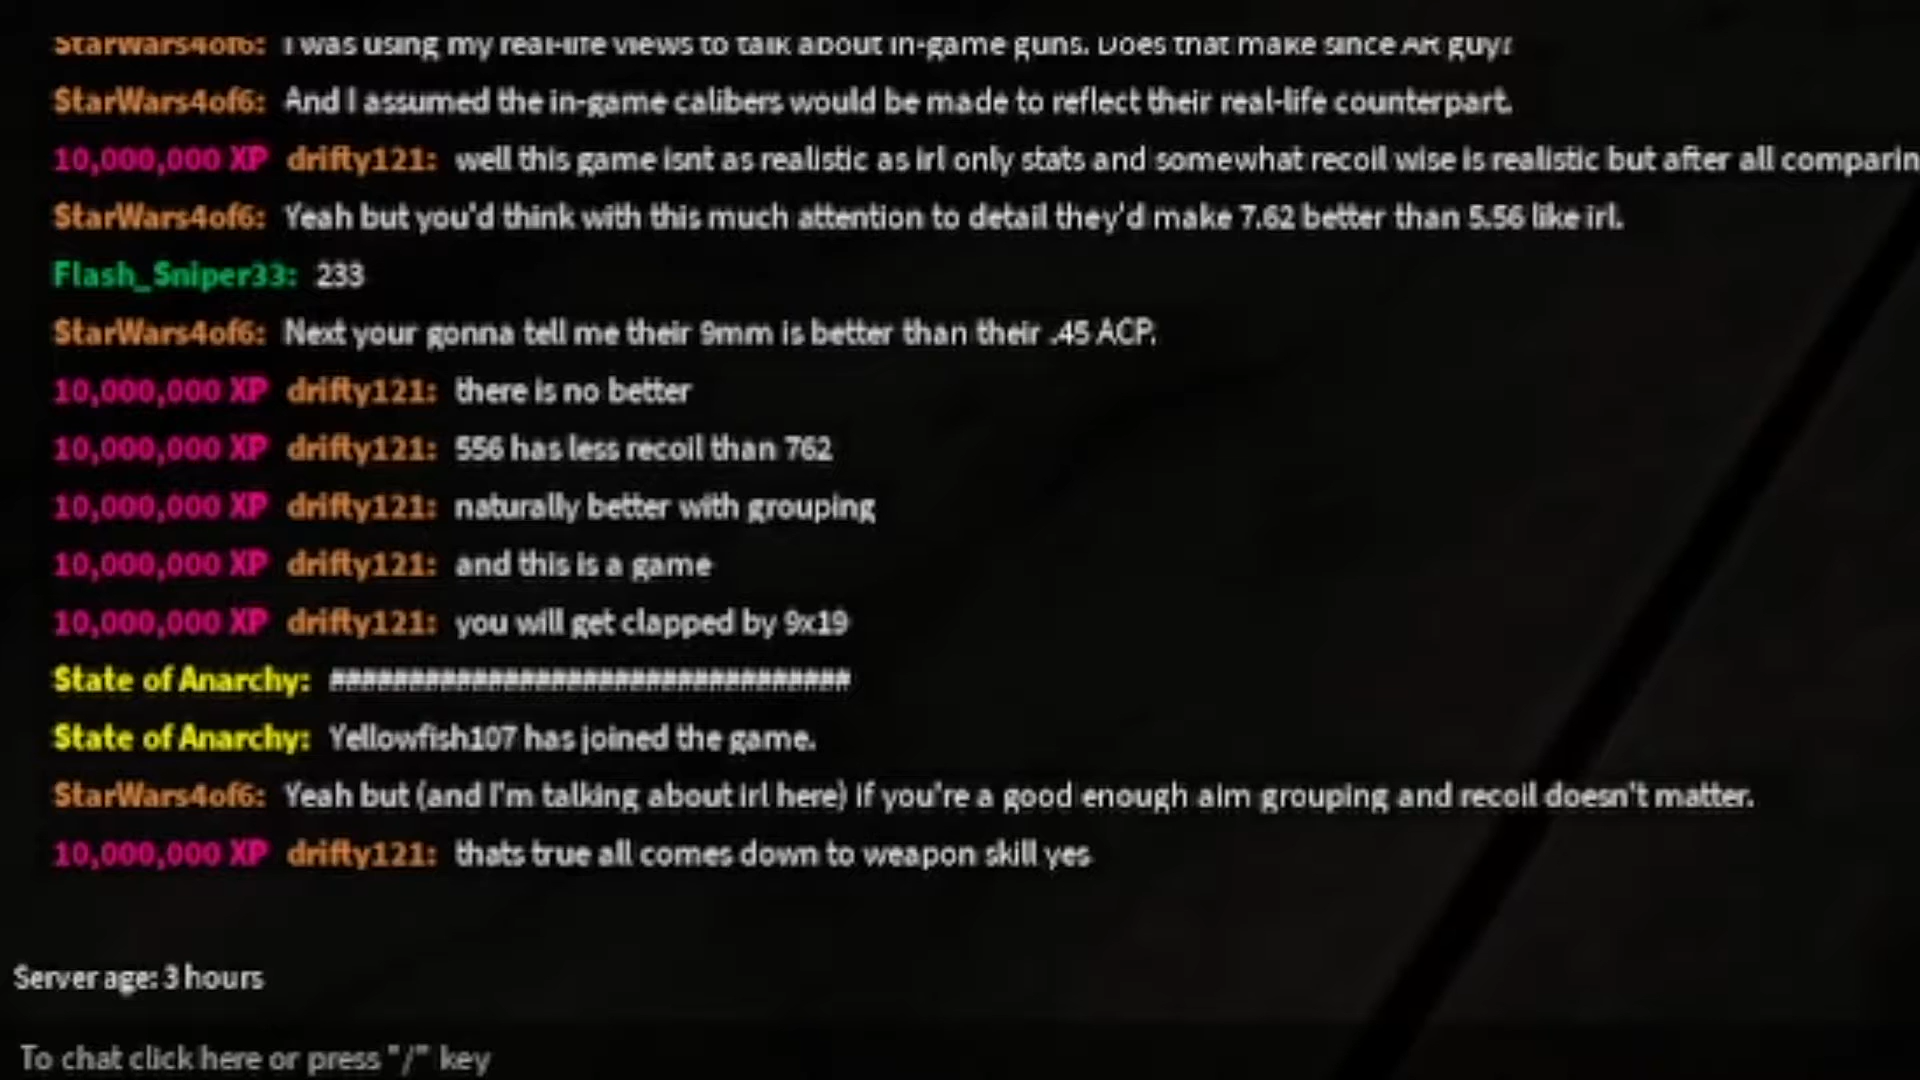 StarWars4of6: I was using my real-life views to talk about in-game guns. Does that make since AR guy?
StarWars4of6: And I assumed the in-game calibers would be made to reflect their real-life counterpart.
10,000,000 XP drifty121: well this game isnt as realistic as irl only stats and somewhat recoil wise is realistic but after all comparin
StarWars4of6: Yeah but you'd think with this much attention to detail they'd make 7.62 better than 5.56 like irl.
Flash_Sniper33: 233
StarWars4of6: Next your gonna tell me their 9mm is better than their .45 ACP.
10,000,000 XP drifty121: there is no better
10,000,000 XP drifty121: 556 has less recoil than 762
10,000,000 XP drifty121: naturally better with grouping
10,000,000 XP drifty121: and this is a game
10,000,000 XP drifty121: you will get clapped by 9x19
State of Anarchy: #################################
State of Anarchy: Yellowfish107 has joined the game.
StarWars4of6: Yeah but (and I'm talking about irl here) if you're a good enough aim grouping and recoil doesn't matter.
10,000,000 XP drifty121: thats true all comes down to weapon skill yes
Server age: 3 hours
To chat click here or press "/" key